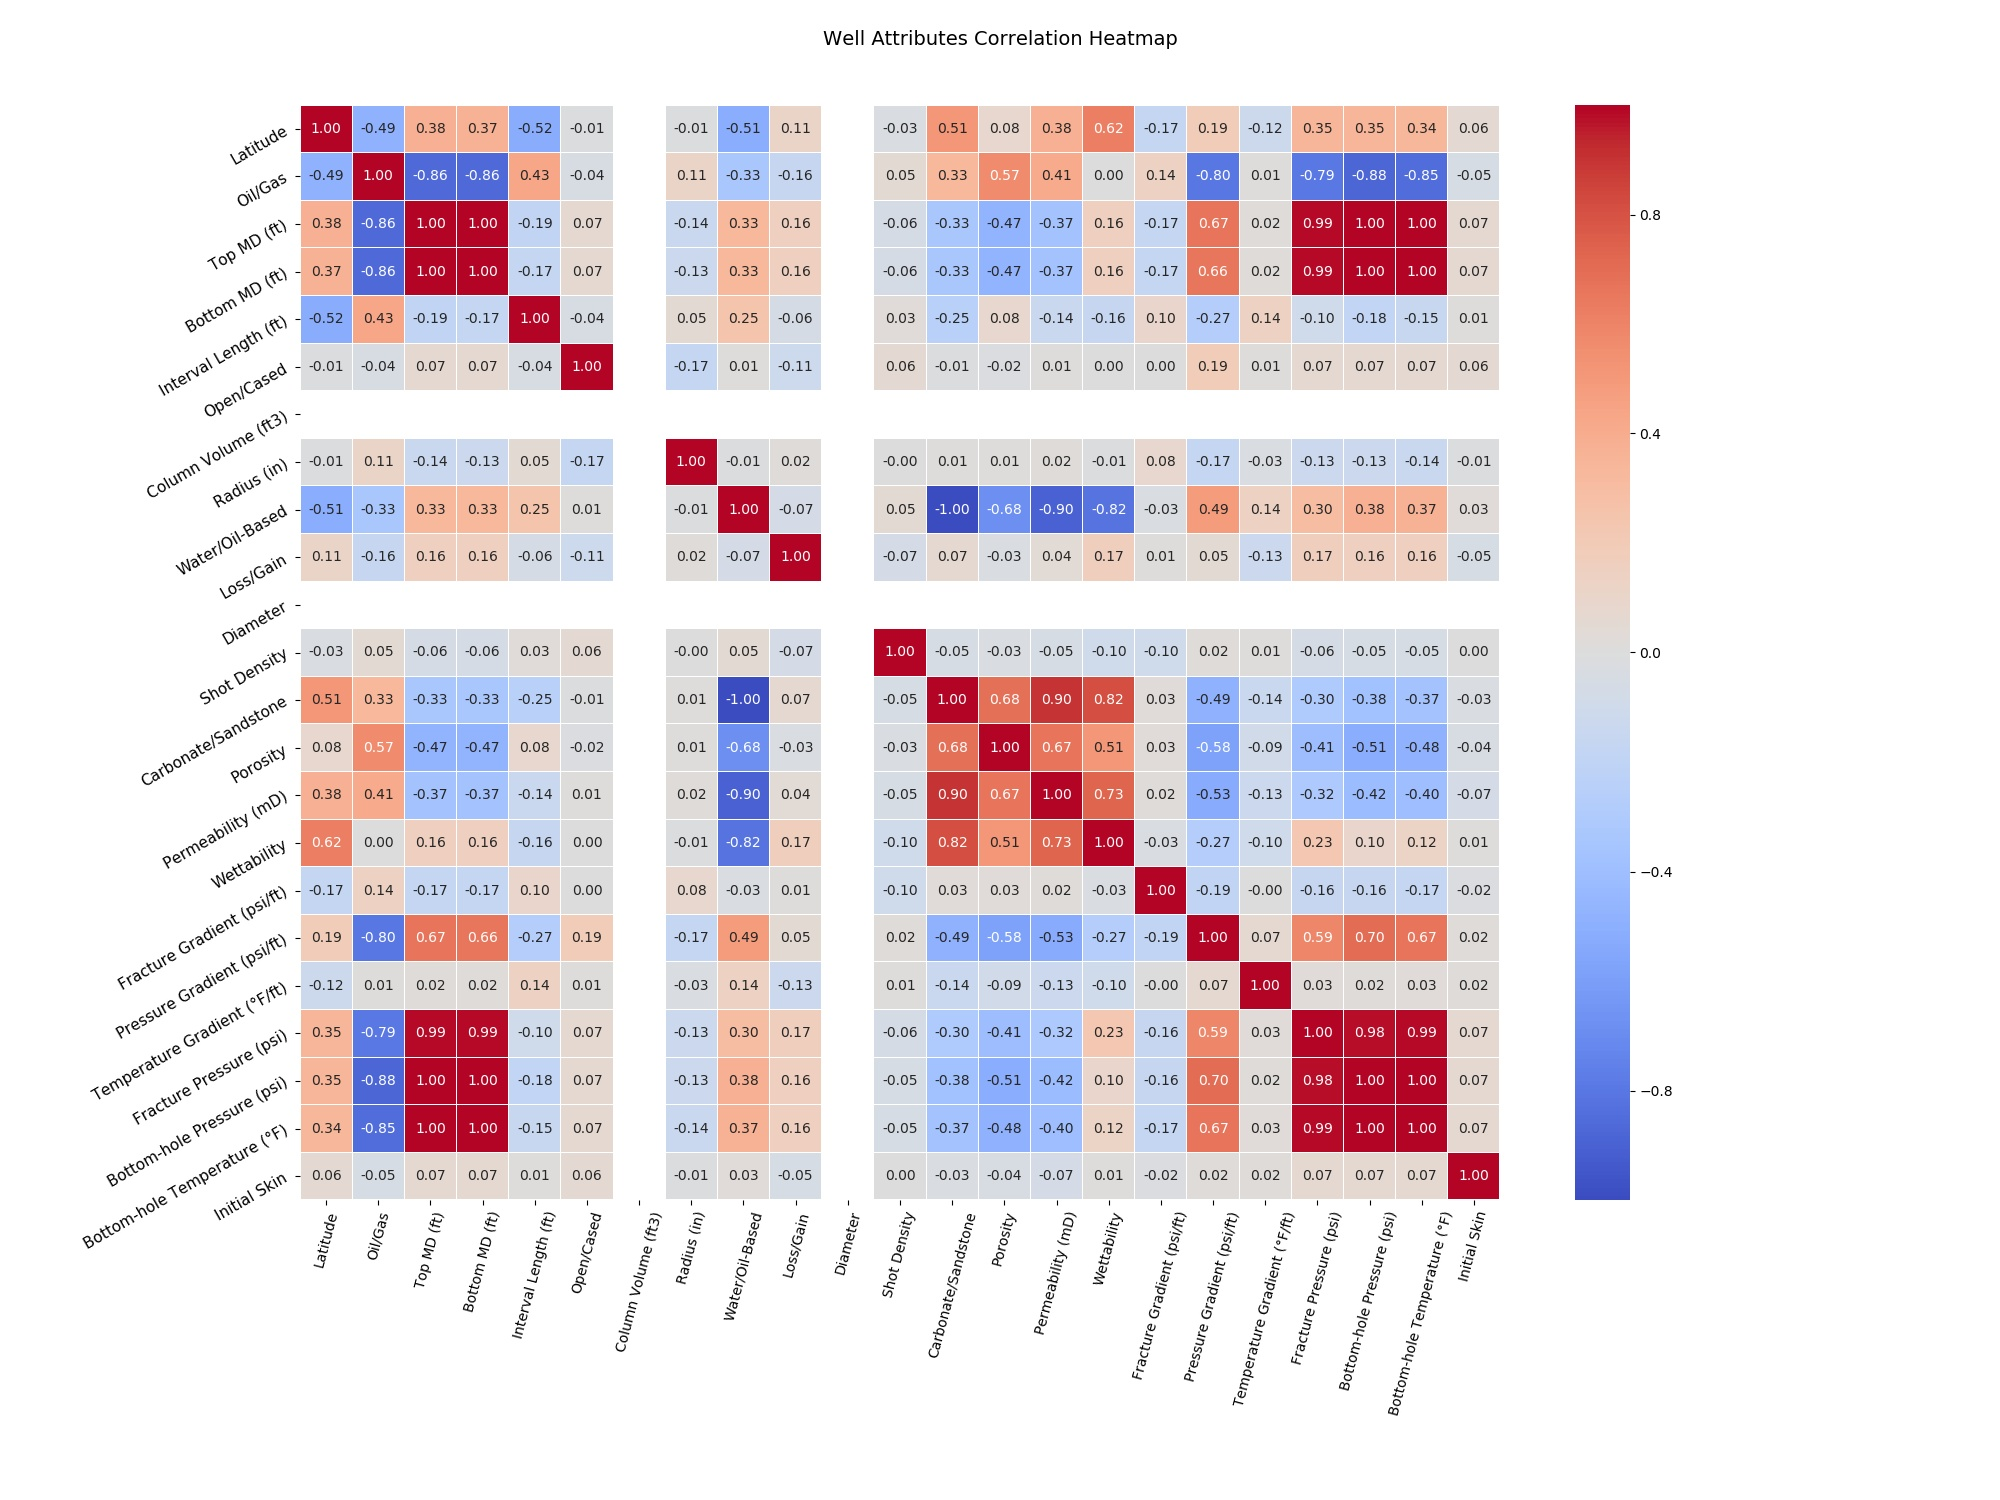 Well Attributes Correlation Heatmap
Latitude 1.00 -0.49 0.38 0.37 -0.52 -0.01 -0.01 -0.51 0.11 -0.03 0.51 0.08 0.38 0.62 -0.17 0.19 -0.12 0.35 0.35 0.34 0.06
Oil/Gas -0.49 1.00 -0.86 -0.86 0.43 -0.04 0.11 -0.33 -0.16 0.05 0.33 0.57 0.41 0.00 0.14 -0.80 0.01 -0.79 -0.88 -0.85 -0.05
Top MD (ft) 0.38 -0.86 1.00 1.00 -0.19 0.07 -0.14 0.33 0.16 -0.06 -0.33 -0.47 -0.37 0.16 -0.17 0.67 0.02 0.99 1.00 1.00 0.07
Bottom MD (ft) 0.37 -0.86 1.00 1.00 -0.17 0.07 -0.13 0.33 0.16 -0.06 -0.33 -0.47 -0.37 0.16 -0.17 0.66 0.02 0.99 1.00 1.00 0.07
Interval Length (ft) -0.52 0.43 -0.19 -0.17 1.00 -0.04 0.05 0.25 -0.06 0.03 -0.25 0.08 -0.14 -0.16 0.10 -0.27 0.14 -0.10 -0.18 -0.15 0.01
Open/Cased -0.01 -0.04 0.07 0.07 -0.04 1.00 -0.17 0.01 -0.11 0.06 -0.01 -0.02 0.01 0.00 0.00 0.19 0.01 0.07 0.07 0.07 0.06
Column Volume (ft3)
Radius (in) -0.01 0.11 -0.14 -0.13 0.05 -0.17 1.00 -0.01 0.02 -0.00 0.01 0.01 0.02 -0.01 0.08 -0.17 -0.03 -0.13 -0.13 -0.14 -0.01
Water/Oil-Based -0.51 -0.33 0.33 0.33 0.25 0.01 -0.01 1.00 -0.07 0.05 -1.00 -0.68 -0.90 -0.82 -0.03 0.49 0.14 0.30 0.38 0.37 0.03
Loss/Gain 0.11 -0.16 0.16 0.16 -0.06 -0.11 0.02 -0.07 1.00 -0.07 0.07 -0.03 0.04 0.17 0.01 0.05 -0.13 0.17 0.16 0.16 -0.05
Diameter
Shot Density -0.03 0.05 -0.06 -0.06 0.03 0.06 -0.00 0.05 -0.07 1.00 -0.05 -0.03 -0.05 -0.10 -0.10 0.02 0.01 -0.06 -0.05 -0.05 0.00
Carbonate/Sandstone 0.51 0.33 -0.33 -0.33 -0.25 -0.01 0.01 -1.00 0.07 -0.05 1.00 0.68 0.90 0.82 0.03 -0.49 -0.14 -0.30 -0.38 -0.37 -0.03
Porosity 0.08 0.57 -0.47 -0.47 0.08 -0.02 0.01 -0.68 -0.03 -0.03 0.68 1.00 0.67 0.51 0.03 -0.58 -0.09 -0.41 -0.51 -0.48 -0.04
Permeability (mD) 0.38 0.41 -0.37 -0.37 -0.14 0.01 0.02 -0.90 0.04 -0.05 0.90 0.67 1.00 0.73 0.02 -0.53 -0.13 -0.32 -0.42 -0.40 -0.07
Wettability 0.62 0.00 0.16 0.16 -0.16 0.00 -0.01 -0.82 0.17 -0.10 0.82 0.51 0.73 1.00 -0.03 -0.27 -0.10 0.23 0.10 0.12 0.01
Fracture Gradient (psi/ft) -0.17 0.14 -0.17 -0.17 0.10 0.00 0.08 -0.03 0.01 -0.10 0.03 0.03 0.02 -0.03 1.00 -0.19 -0.00 -0.16 -0.16 -0.17 -0.02
Pressure Gradient (psi/ft) 0.19 -0.80 0.67 0.66 -0.27 0.19 -0.17 0.49 0.05 0.02 -0.49 -0.58 -0.53 -0.27 -0.19 1.00 0.07 0.59 0.70 0.67 0.02
Temperature Gradient (°F/ft) -0.12 0.01 0.02 0.02 0.14 0.01 -0.03 0.14 -0.13 0.01 -0.14 -0.09 -0.13 -0.10 -0.00 0.07 1.00 0.03 0.02 0.03 0.02
Fracture Pressure (psi) 0.35 -0.79 0.99 0.99 -0.10 0.07 -0.13 0.30 0.17 -0.06 -0.30 -0.41 -0.32 0.23 -0.16 0.59 0.03 1.00 0.98 0.99 0.07
Bottom-hole Pressure (psi) 0.35 -0.88 1.00 1.00 -0.18 0.07 -0.13 0.38 0.16 -0.05 -0.38 -0.51 -0.42 0.10 -0.16 0.70 0.02 0.98 1.00 1.00 0.07
Bottom-hole Temperature (°F) 0.34 -0.85 1.00 1.00 -0.15 0.07 -0.14 0.37 0.16 -0.05 -0.37 -0.48 -0.40 0.12 -0.17 0.67 0.03 0.99 1.00 1.00 0.07
Initial Skin 0.06 -0.05 0.07 0.07 0.01 0.06 -0.01 0.03 -0.05 0.00 -0.03 -0.04 -0.07 0.01 -0.02 0.02 0.02 0.07 0.07 0.07 1.00
Latitude
Oil/Gas
Top MD (ft)
Bottom MD (ft)
Interval Length (ft)
Open/Cased
Column Volume (ft3)
Radius (in)
Water/Oil-Based
Loss/Gain
Diameter
Shot Density
Carbonate/Sandstone
Porosity
Permeability (mD)
Wettability
Fracture Gradient (psi/ft)
Pressure Gradient (psi/ft)
Temperature Gradient (°F/ft)
Fracture Pressure (psi)
Bottom-hole Pressure (psi)
Bottom-hole Temperature (°F)
Initial Skin
0.8
0.4
0.0
−0.4
−0.8